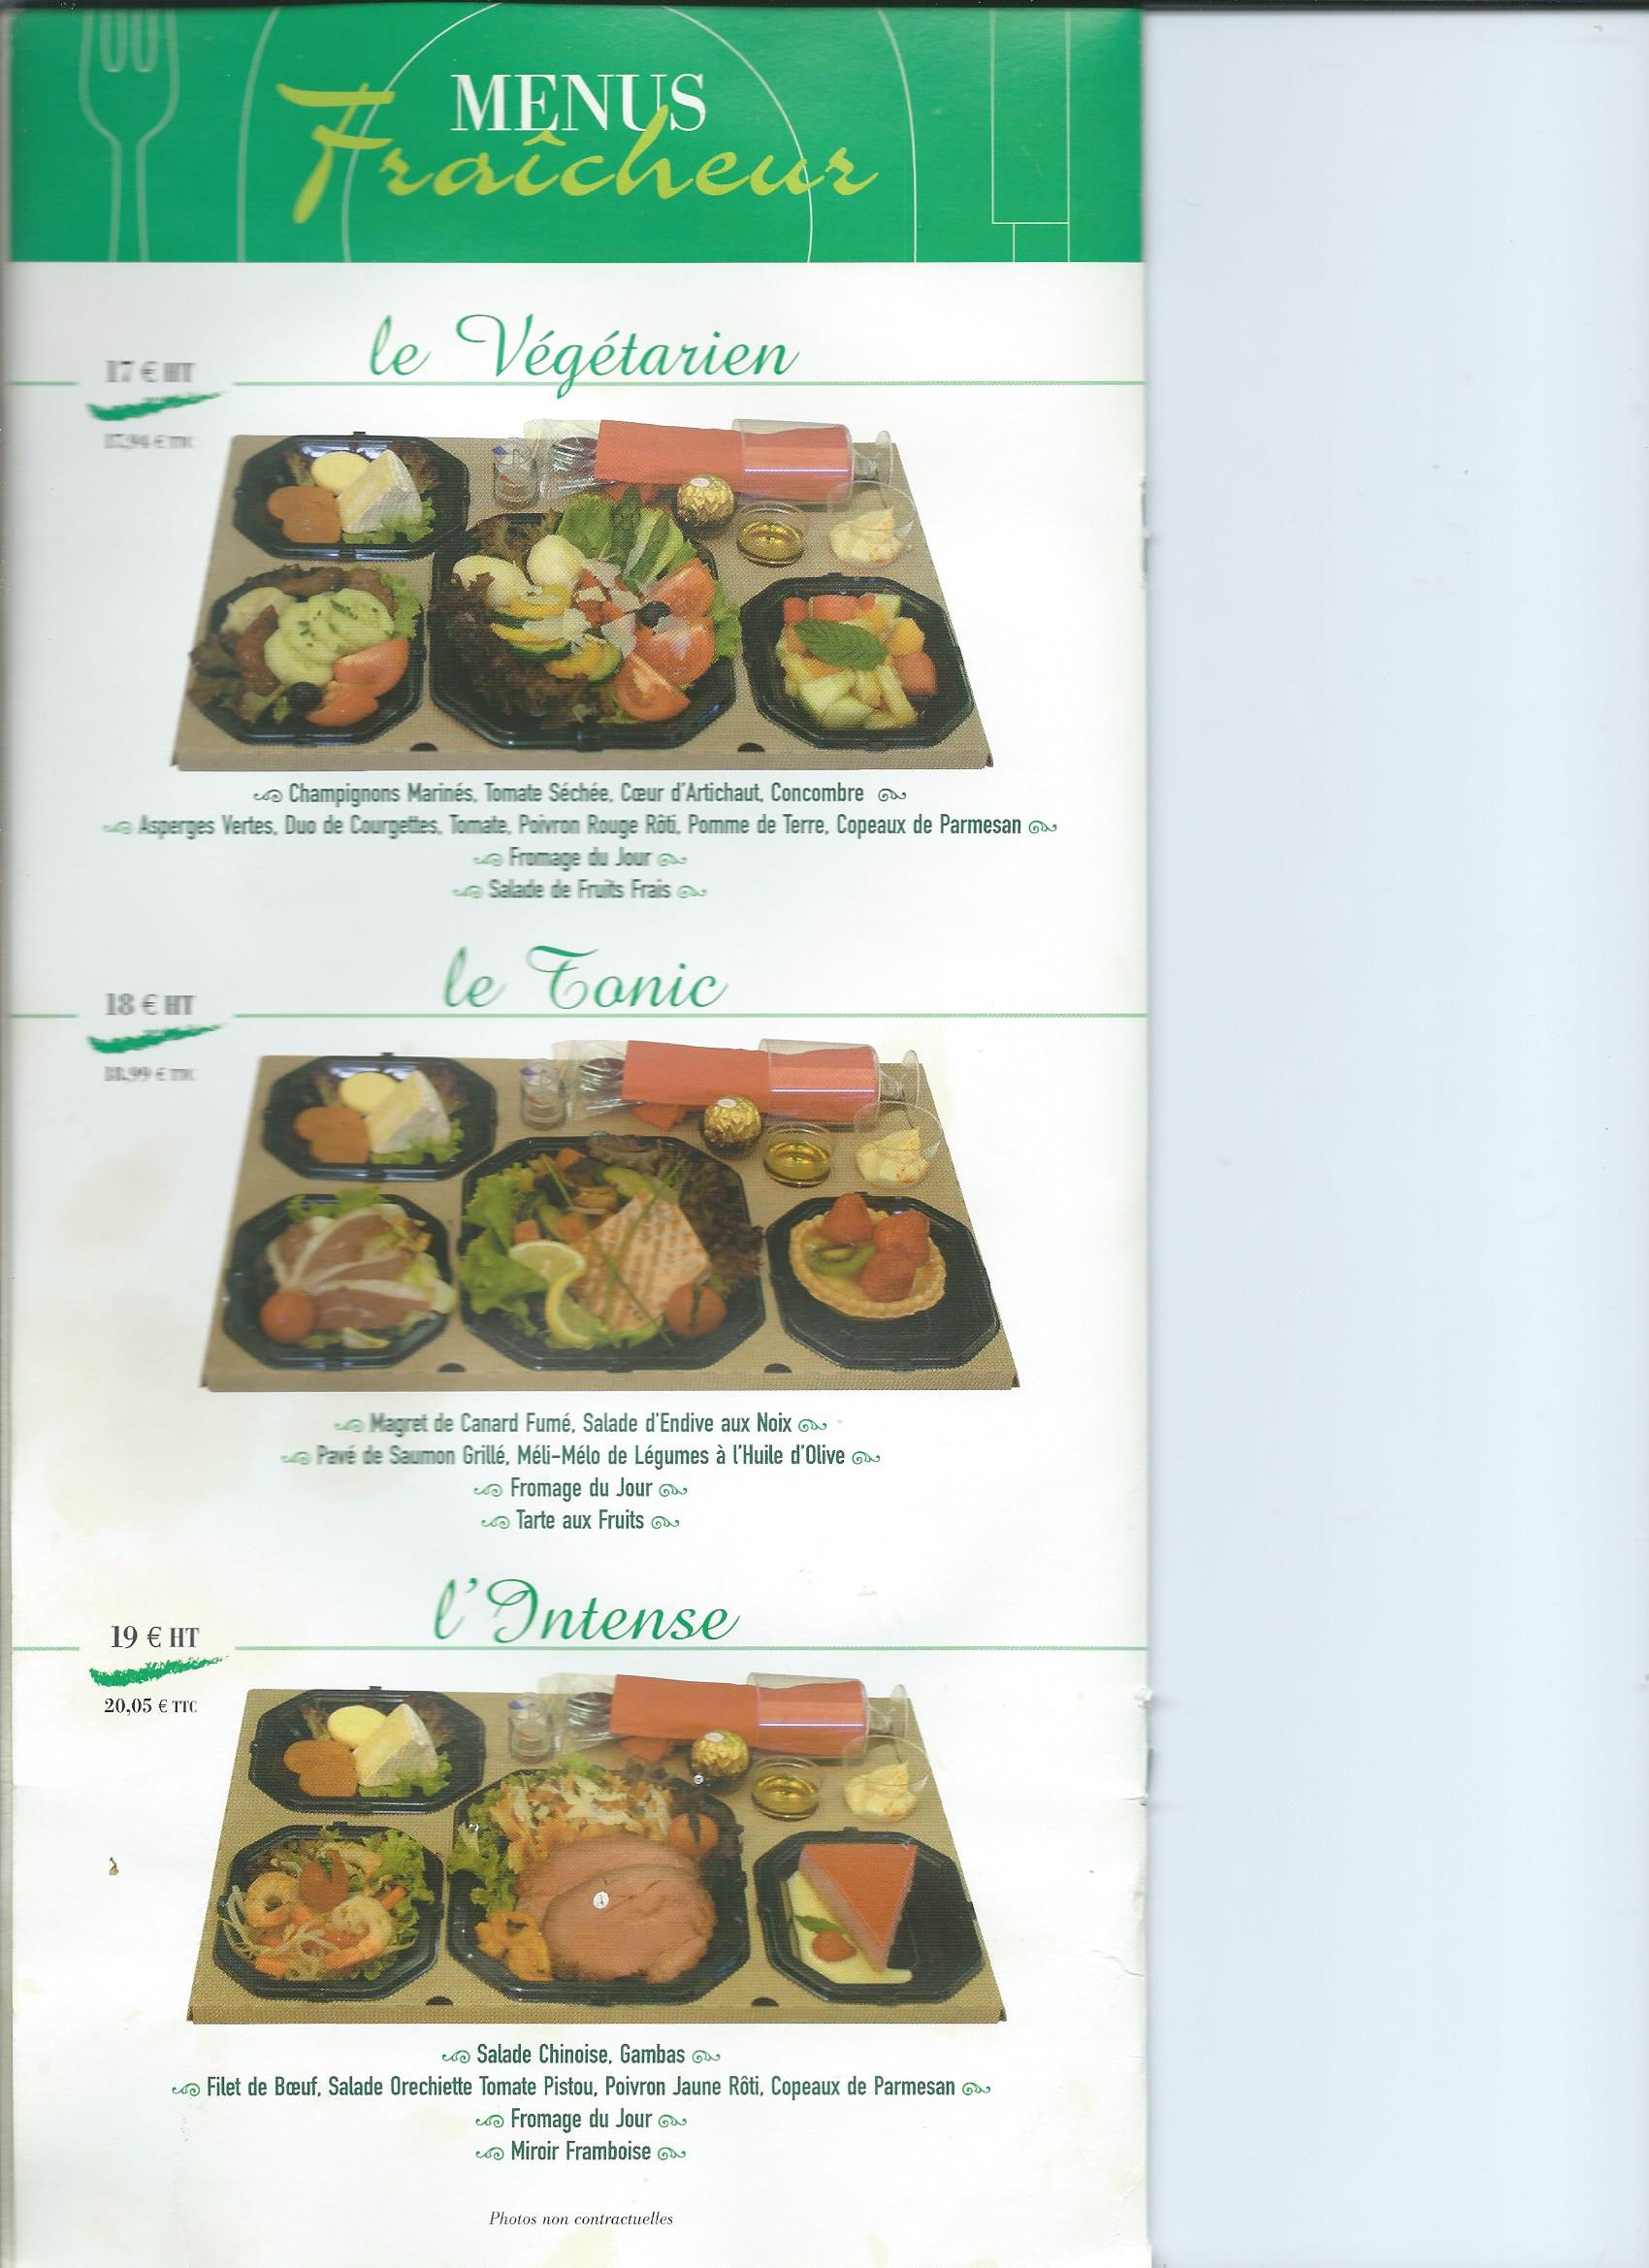 MENUS
Fraîcheur
le Végétarien
17 € HT
17,94 € TTC
Champignons Marinés, Tomate Séchée, Cœur d'Artichaut, Concombre
Asperges Vertes, Duo de Courgettes, Tomate, Poivron Rouge Rôti, Pomme de Terre, Copeaux de Parmesan
Fromage du Jour
Salade de Fruits Frais
le Tonic
18 € HT
18,99 € TTC
Magret de Canard Fumé, Salade d'Endive aux Noix
Pavé de Saumon Grillé, Méli-Mélo de Légumes à l'Huile d'Olive
Fromage du Jour
Tarte aux Fruits
l'Intense
19 € HT
20,05 € TTC
Salade Chinoise, Gambas
Filet de Bœuf, Salade Orechiette Tomate Pistou, Poivron Jaune Rôti, Copeaux de Parmesan
Fromage du Jour
Miroir Framboise
Photos non contractuelles